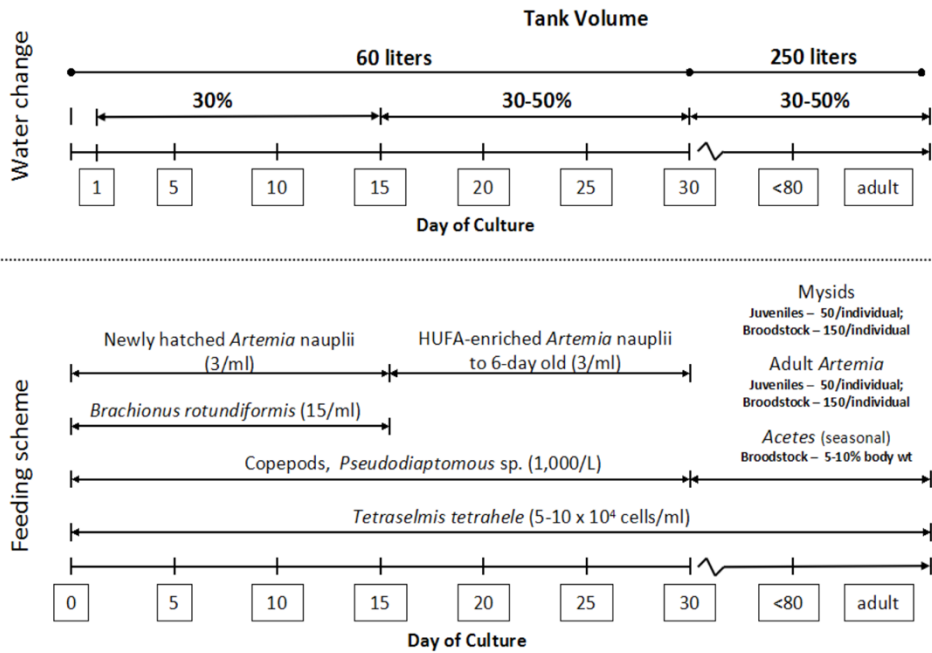 Tank Volume
Water change
60 liters
250 liters
30%
30-50%
30-50%
1
5
10
15
20
25
30
<80
adult
Day of Culture
Feeding scheme
Mysids
Juveniles – 50/individual;
Broodstock – 150/individual
Newly hatched Artemia nauplii
(3/ml)
HUFA-enriched Artemia nauplii
to 6-day old (3/ml)
Adult Artemia
Juveniles – 50/individual;
Broodstock – 150/individual
Brachionus rotundiformis (15/ml)
Acetes (seasonal)
Broodstock – 5-10% body wt
Copepods, Pseudodiaptomous sp. (1,000/L)
Tetraselmis tetrahele (5-10 x 10⁴ cells/ml)
0
5
10
15
20
25
30
<80
adult
Day of Culture